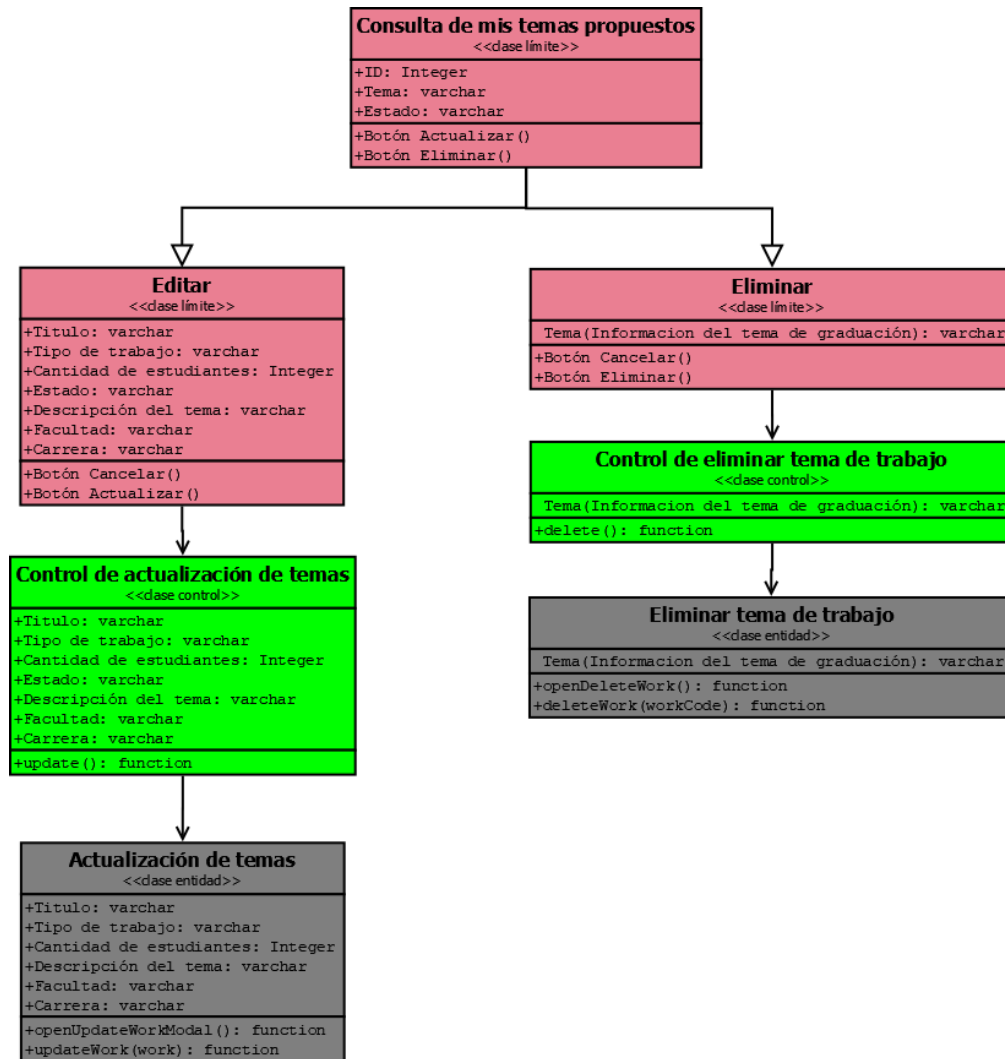 Consulta de mis temas propuestos
<<clase límite>>
+ID: Integer
+Tema: varchar
+Estado: varchar
+Botón Actualizar()
+Botón Eliminar()
Editar
<<clase límite>>
+Titulo: varchar
+Tipo de trabajo: varchar
+Cantidad de estudiantes: Integer
+Estado: varchar
+Descripción del tema: varchar
+Facultad: varchar
+Carrera: varchar
+Botón Cancelar()
+Botón Actualizar()
Eliminar
<<clase límite>>
Tema(Informacion del tema de graduación): varchar
+Botón Cancelar()
+Botón Eliminar()
Control de eliminar tema de trabajo
<<clase control>>
Tema(Informacion del tema de graduación): varchar
+delete(): function
Control de actualización de temas
<<clase control>>
+Titulo: varchar
+Tipo de trabajo: varchar
+Cantidad de estudiantes: Integer
+Estado: varchar
+Descripción del tema: varchar
+Facultad: varchar
+Carrera: varchar
+update(): function
Eliminar tema de trabajo
<<clase entidad>>
Tema(Informacion del tema de graduación): varchar
+openDeleteWork(): function
+deleteWork(workCode): function
Actualización de temas
<<clase entidad>>
+Titulo: varchar
+Tipo de trabajo: varchar
+Cantidad de estudiantes: Integer
+Descripción del tema: varchar
+Facultad: varchar
+Carrera: varchar
+openUpdateWorkModal(): function
+updateWork(work): function